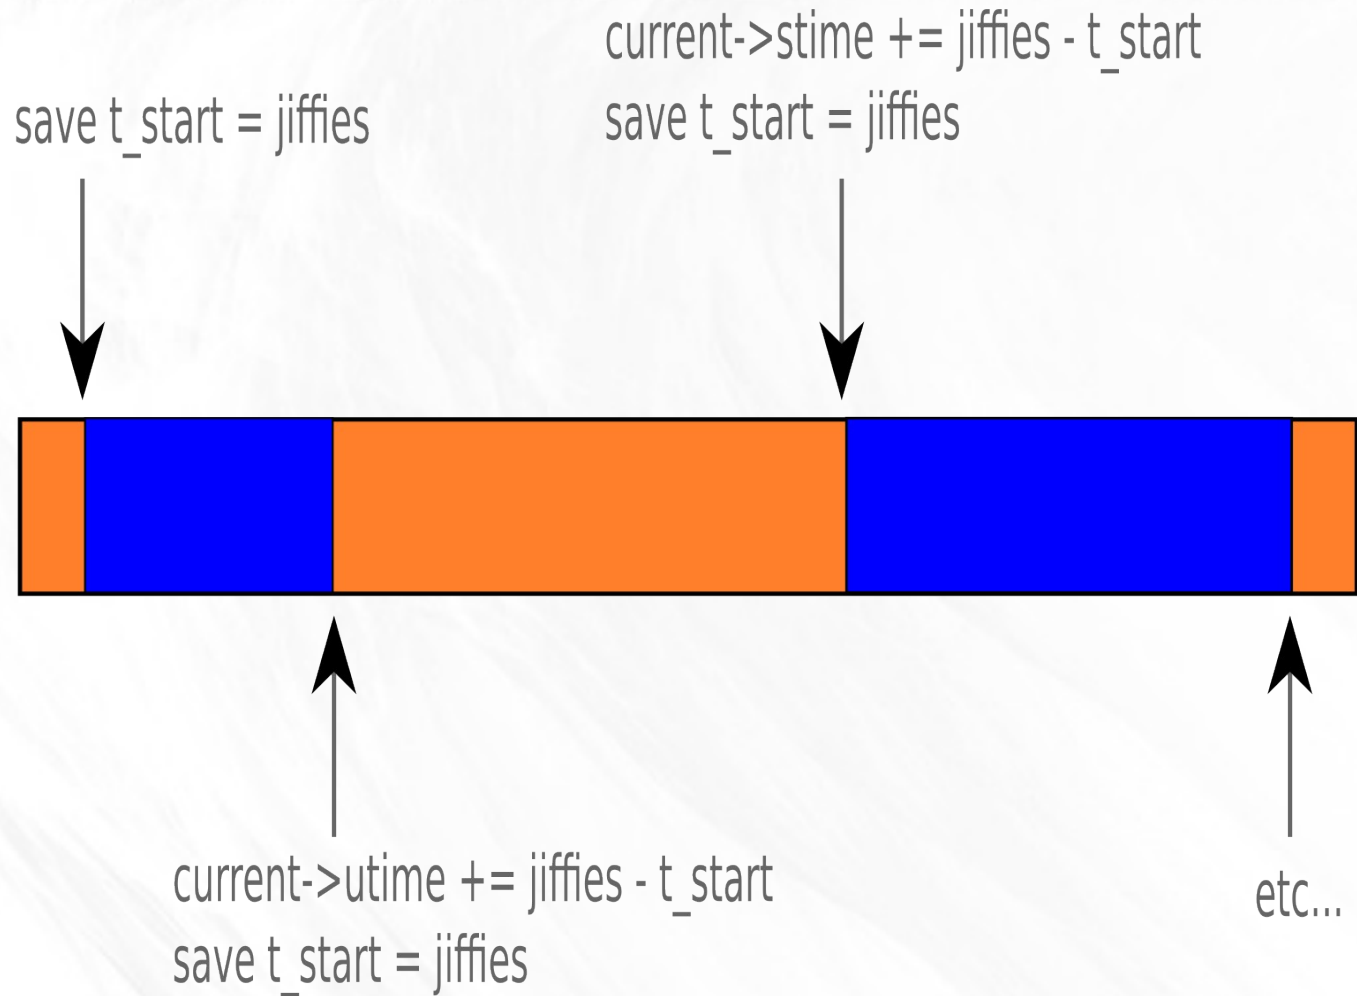 current->stime += jiffies - t_start
save t_start = jiffies
save t_start = jiffies
current->utime += jiffies - t_start
save t_start = jiffies
etc...